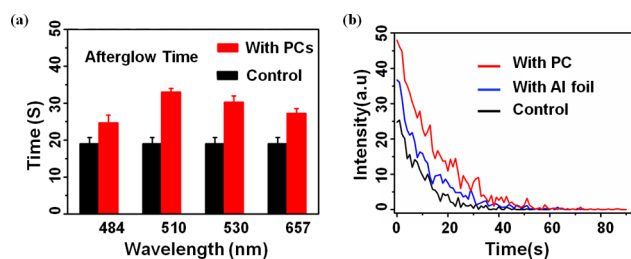 (a)
Time (S)
50
40
30
20
10
0
Afterglow Time
With PCs
Control
484 510 530 657
Wavelength (nm)
(b)
Intensity(a.u)
50
40
30
20
10
0
With PC
With Al foil
Control
0 20 40 60 80
Time(s)